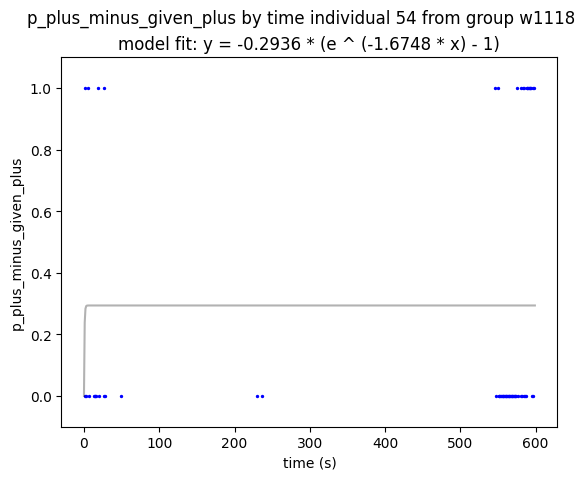 p_plus_minus_given_plus by time individual 54 from group w1118
model fit: y = -0.2936 * (e ^ (-1.6748 * x) - 1)
1.0
0.8
0.6
0.4
0.2
0.0
p_plus_minus_given_plus
0 100 200 300 400 500 600
time (s)